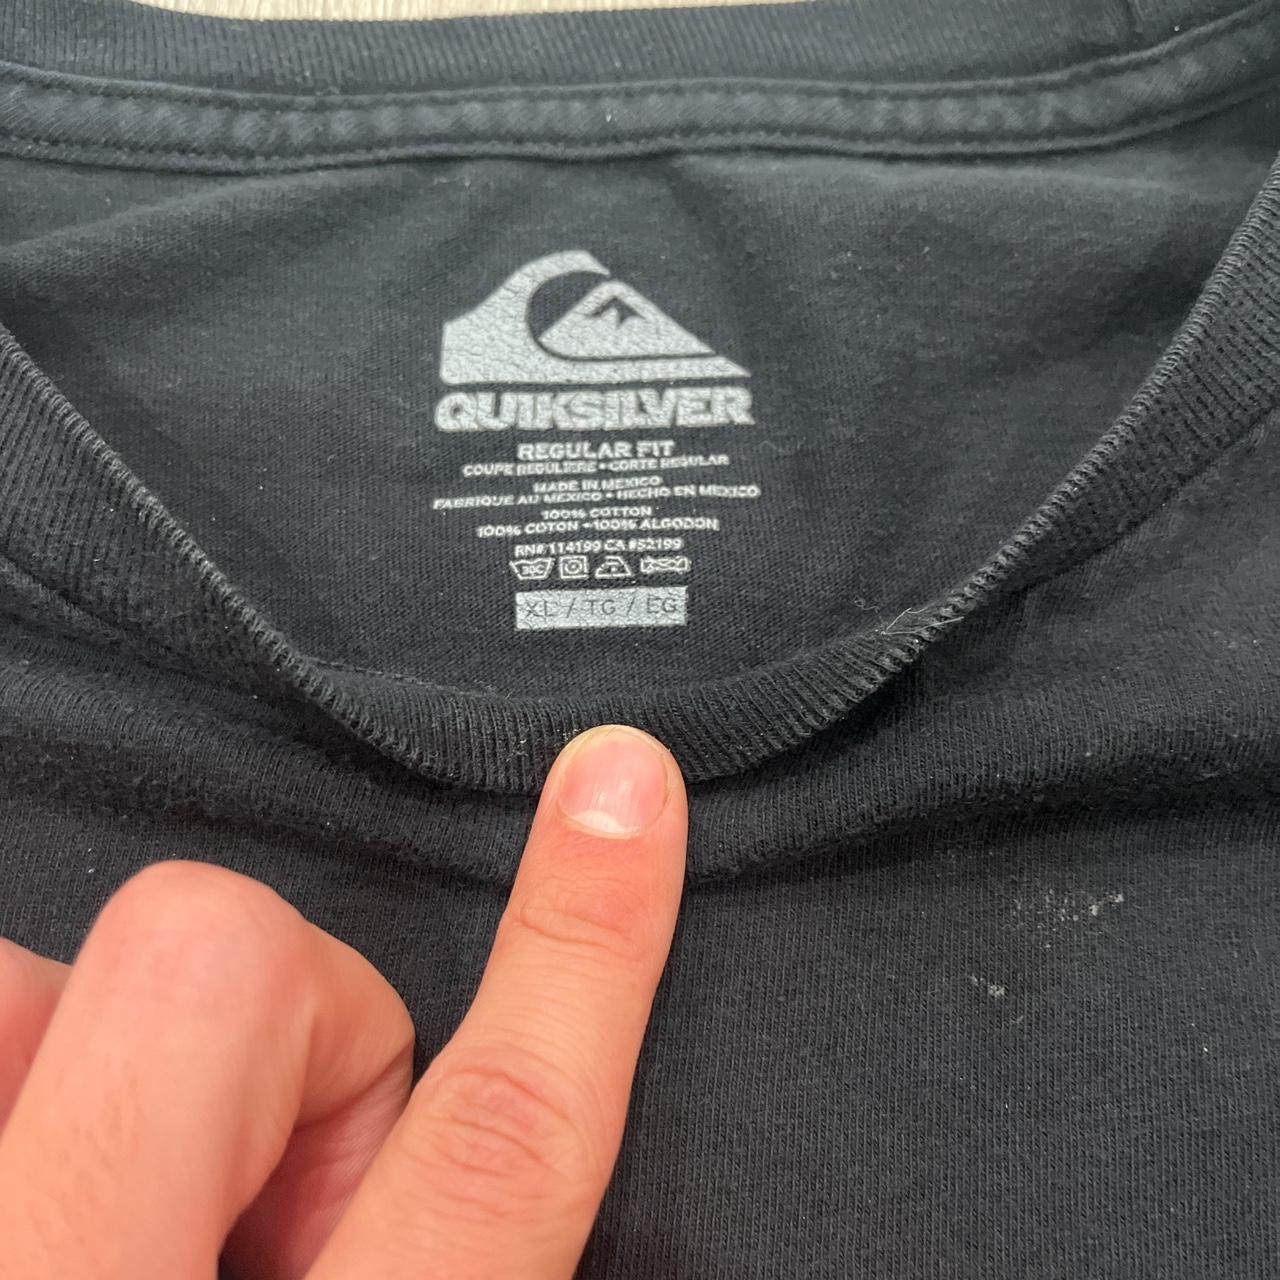 QUIKSILVER
REGULAR FIT
COUPE REGULIERE • CORTE REGULAR
MADE IN MEXICO
FABRIQUE AU MEXICO • HECHO EN MEXICO
100% COTTON
100% COTON • 100% ALGODON
RN# 114199 CA #52199
30C
XL / TG / EG